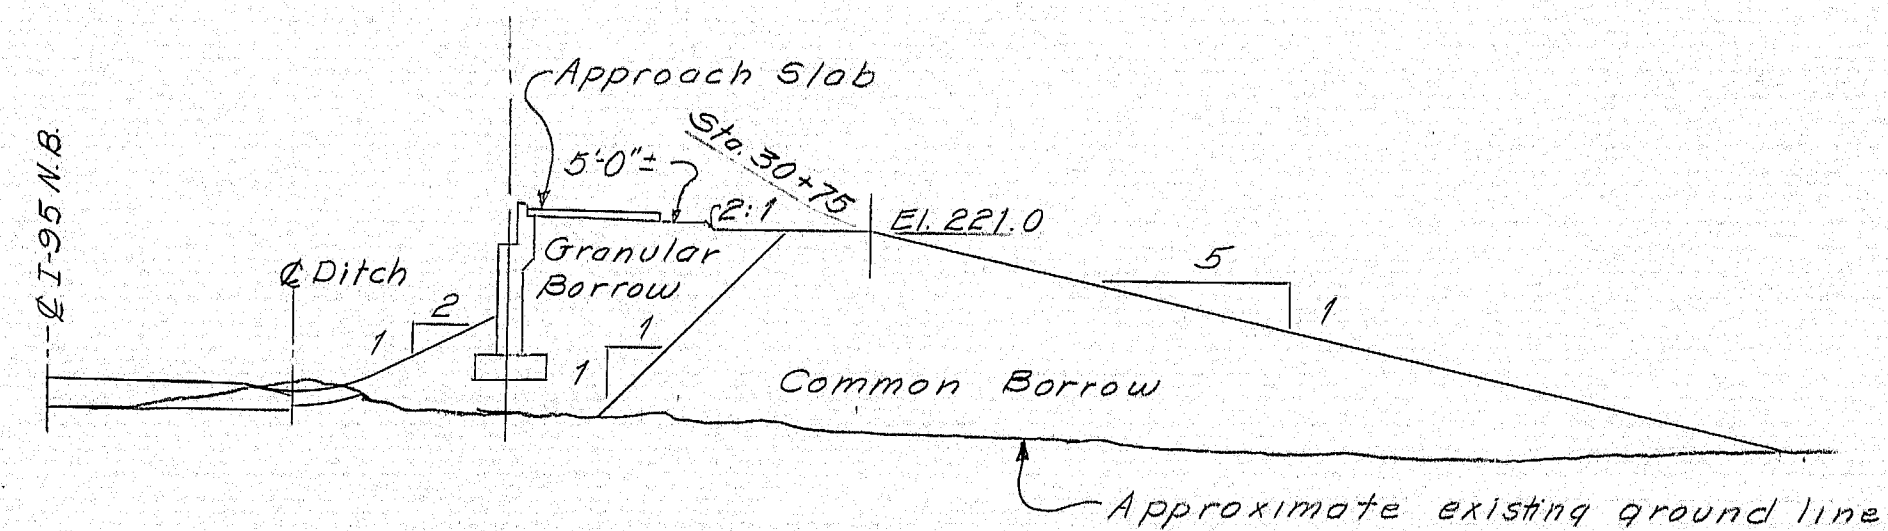 Approach Slab
5'-0"±
Sta. 30+75
2:1
El. 221.0
℄ I-95 N.B.
℄ Ditch
Granular
Borrow
2
1
1
1
5
1
Common Borrow
Approximate existing ground line